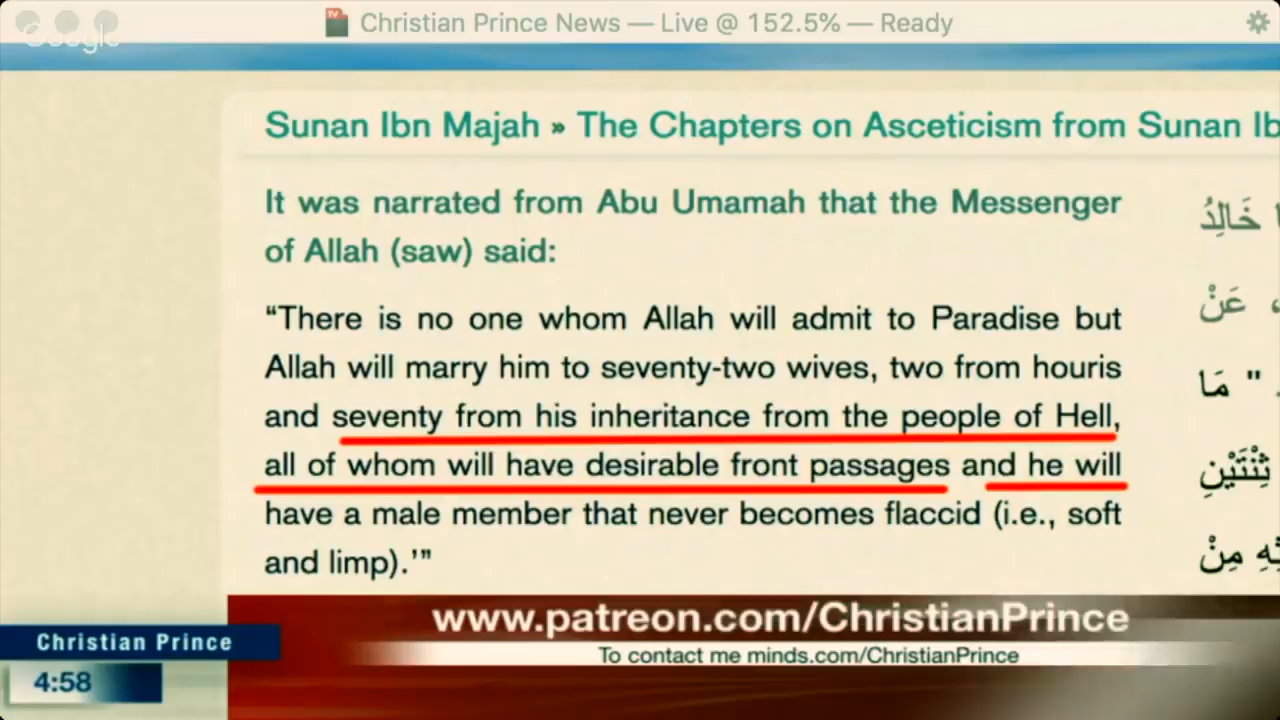 Christian Prince News — Live @ 152.5% — Ready
Google
Sunan Ibn Majah » The Chapters on Asceticism from Sunan Ib
It was narrated from Abu Umamah that the Messenger
of Allah (saw) said:
خَالِدُ
“There is no one whom Allah will admit to Paradise but
عَنْ
Allah will marry him to seventy-two wives, two from houris
" مَا
and seventy from his inheritance from the people of Hell,
all of whom will have desirable front passages and he will
ثِنْتَيْنِ
have a male member that never becomes flaccid (i.e., soft
and limp).’”
مِنْ
www.patreon.com/ChristianPrince
Christian Prince
To contact me minds.com/ChristianPrince
4:58